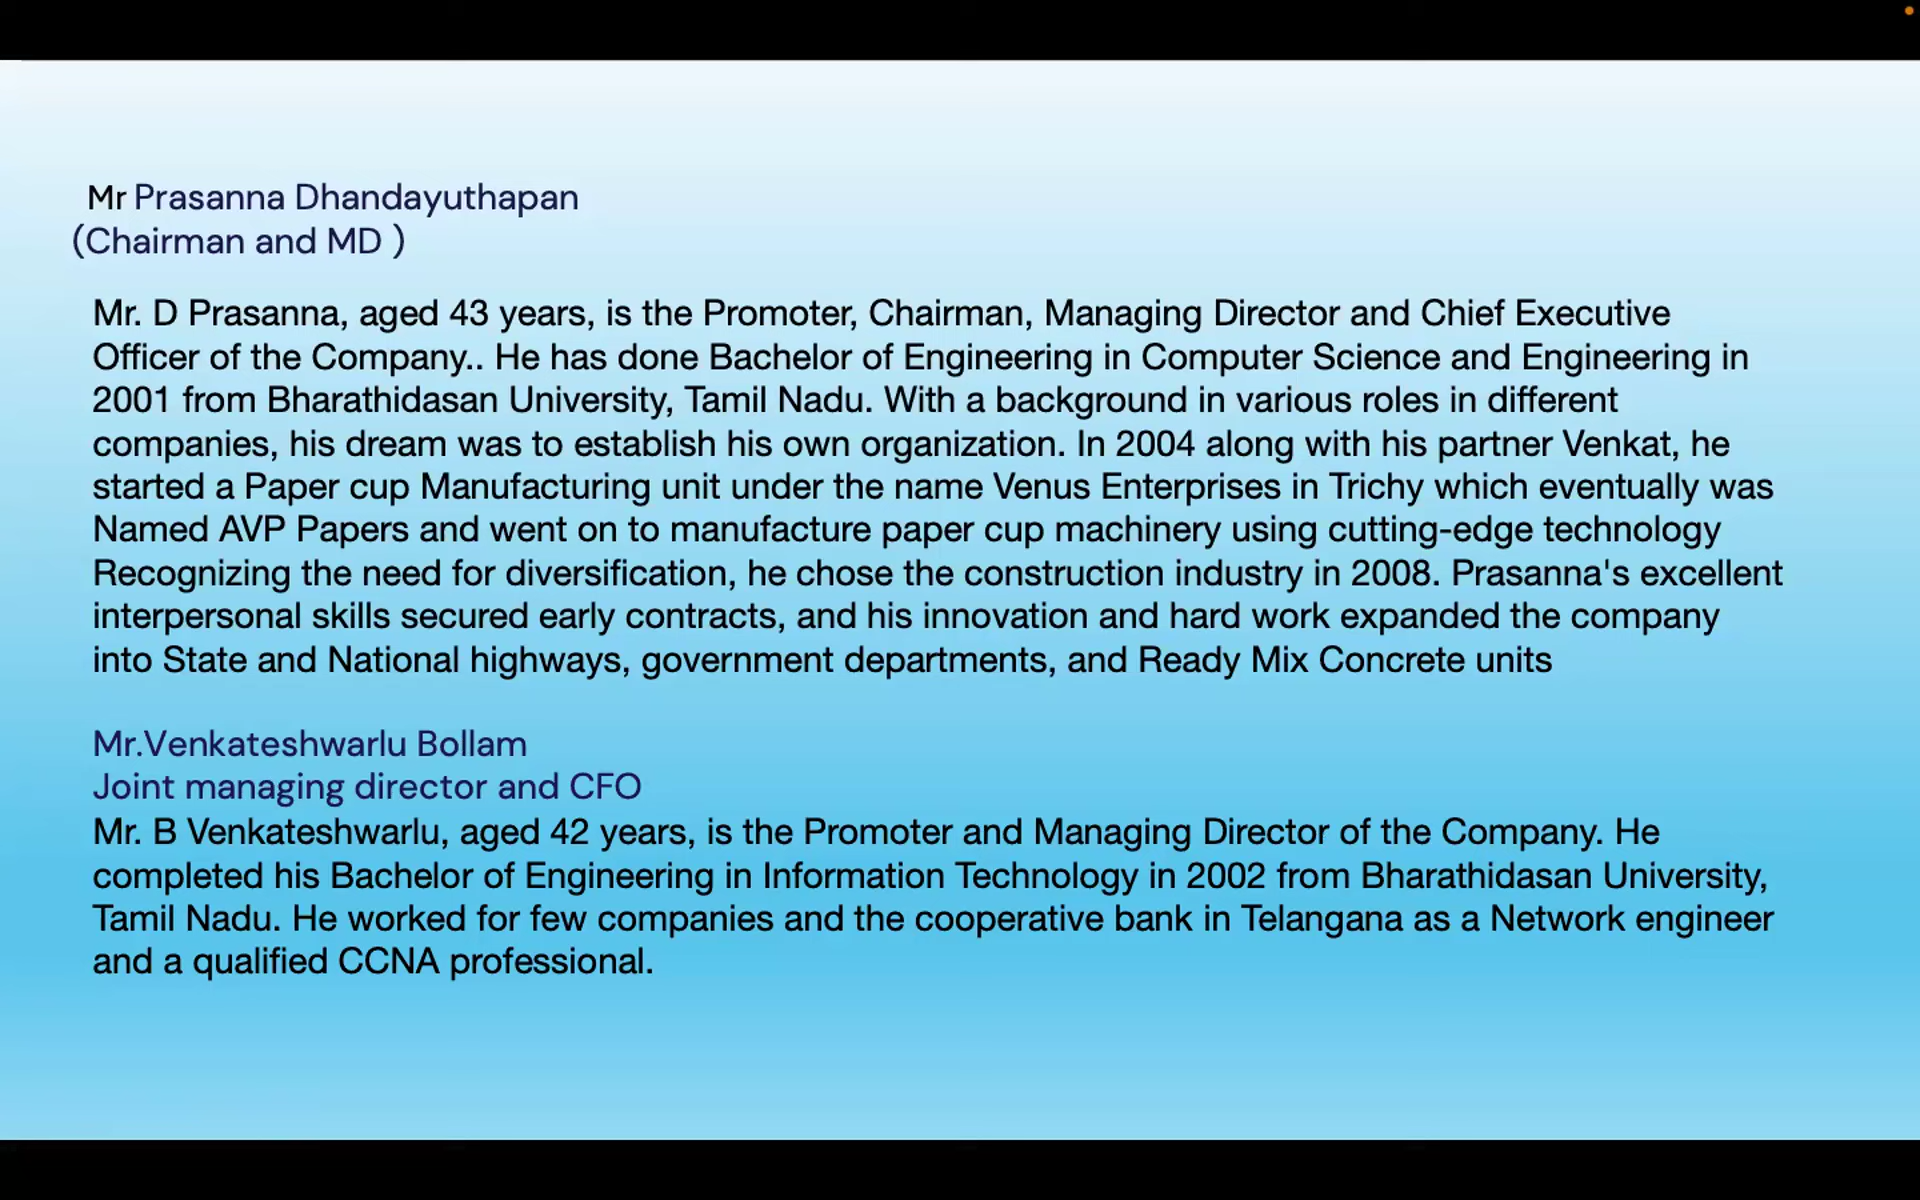 Mr Prasanna Dhandayuthapan
(Chairman and MD )
Mr. D Prasanna, aged 43 years, is the Promoter, Chairman, Managing Director and Chief Executive
Officer of the Company.. He has done Bachelor of Engineering in Computer Science and Engineering in
2001 from Bharathidasan University, Tamil Nadu. With a background in various roles in different
companies, his dream was to establish his own organization. In 2004 along with his partner Venkat, he
started a Paper cup Manufacturing unit under the name Venus Enterprises in Trichy which eventually was
Named AVP Papers and went on to manufacture paper cup machinery using cutting-edge technology
Recognizing the need for diversification, he chose the construction industry in 2008. Prasanna's excellent
interpersonal skills secured early contracts, and his innovation and hard work expanded the company
into State and National highways, government departments, and Ready Mix Concrete units
Mr.Venkateshwarlu Bollam
Joint managing director and CFO
Mr. B Venkateshwarlu, aged 42 years, is the Promoter and Managing Director of the Company. He
completed his Bachelor of Engineering in Information Technology in 2002 from Bharathidasan University,
Tamil Nadu. He worked for few companies and the cooperative bank in Telangana as a Network engineer
and a qualified CCNA professional.